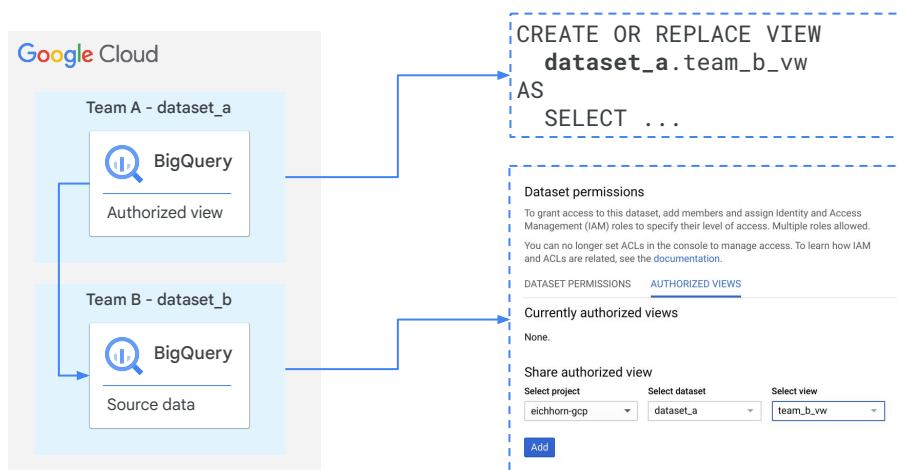 Google Cloud
Team A - dataset_a
BigQuery
Authorized view
Team B - dataset_b
BigQuery
Source data
CREATE OR REPLACE VIEW
dataset_a.team_b_vw
AS
SELECT ...
Dataset permissions
To grant access to this dataset, add members and assign Identity and Access
Management (IAM) roles to specify their level of access. Multiple roles allowed.
You can no longer set ACLs in the console to manage access. To learn how IAM
and ACLs are related, see the documentation.
DATASET PERMISSIONS AUTHORIZED VIEWS
Currently authorized views
None.
Share authorized view
Select project Select dataset Select view
eichhorn-gcp dataset_a team_b_vw
Add